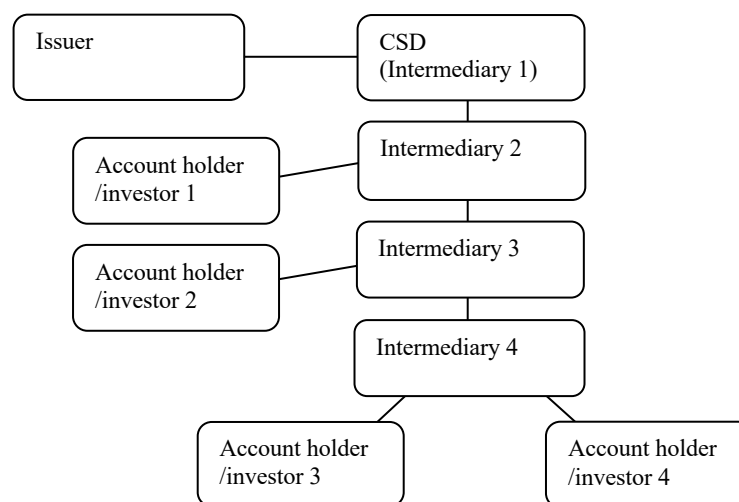 Issuer
CSD
(Intermediary 1)
Intermediary 2
Account holder
/investor 1
Intermediary 3
Account holder
/investor 2
Intermediary 4
Account holder
/investor 3
Account holder
/investor 4